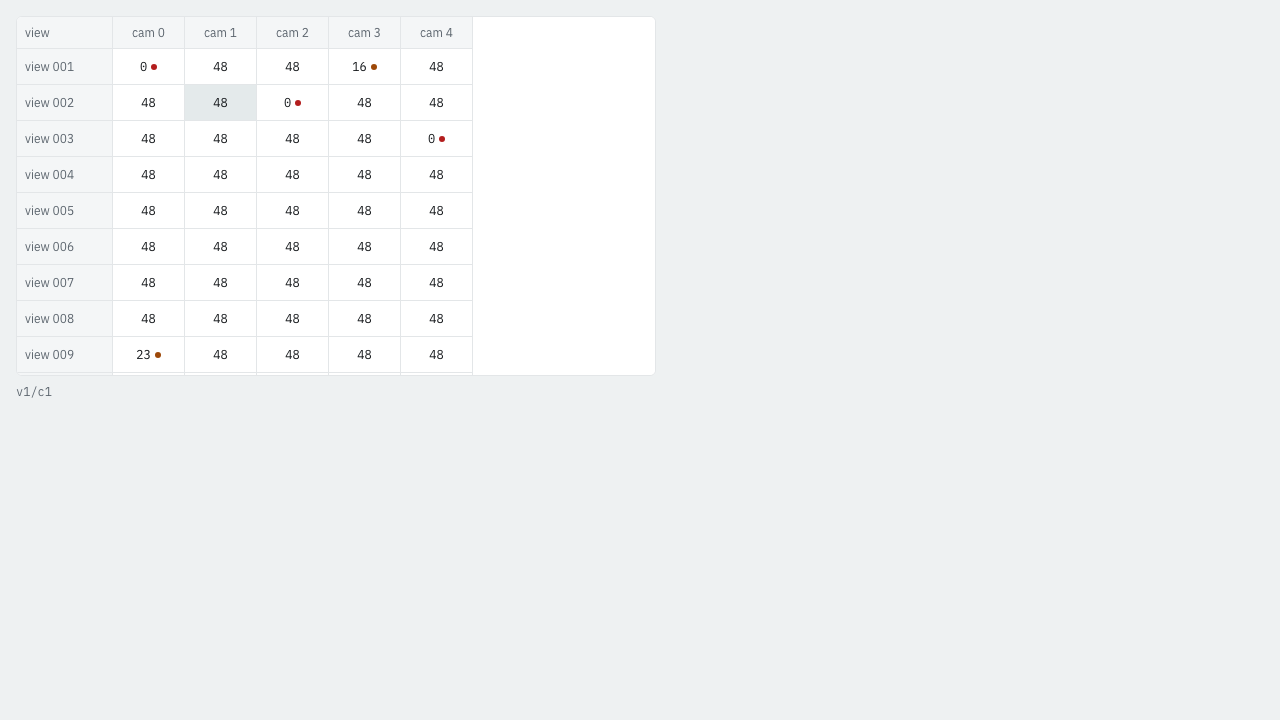 view cam 0 cam 1 cam 2 cam 3 cam 4
view 001 0 48 48 16 48
view 002 48 48 0 48 48
view 003 48 48 48 48 0
view 004 48 48 48 48 48
view 005 48 48 48 48 48
view 006 48 48 48 48 48
view 007 48 48 48 48 48
view 008 48 48 48 48 48
view 009 23 48 48 48 48
v1/c1